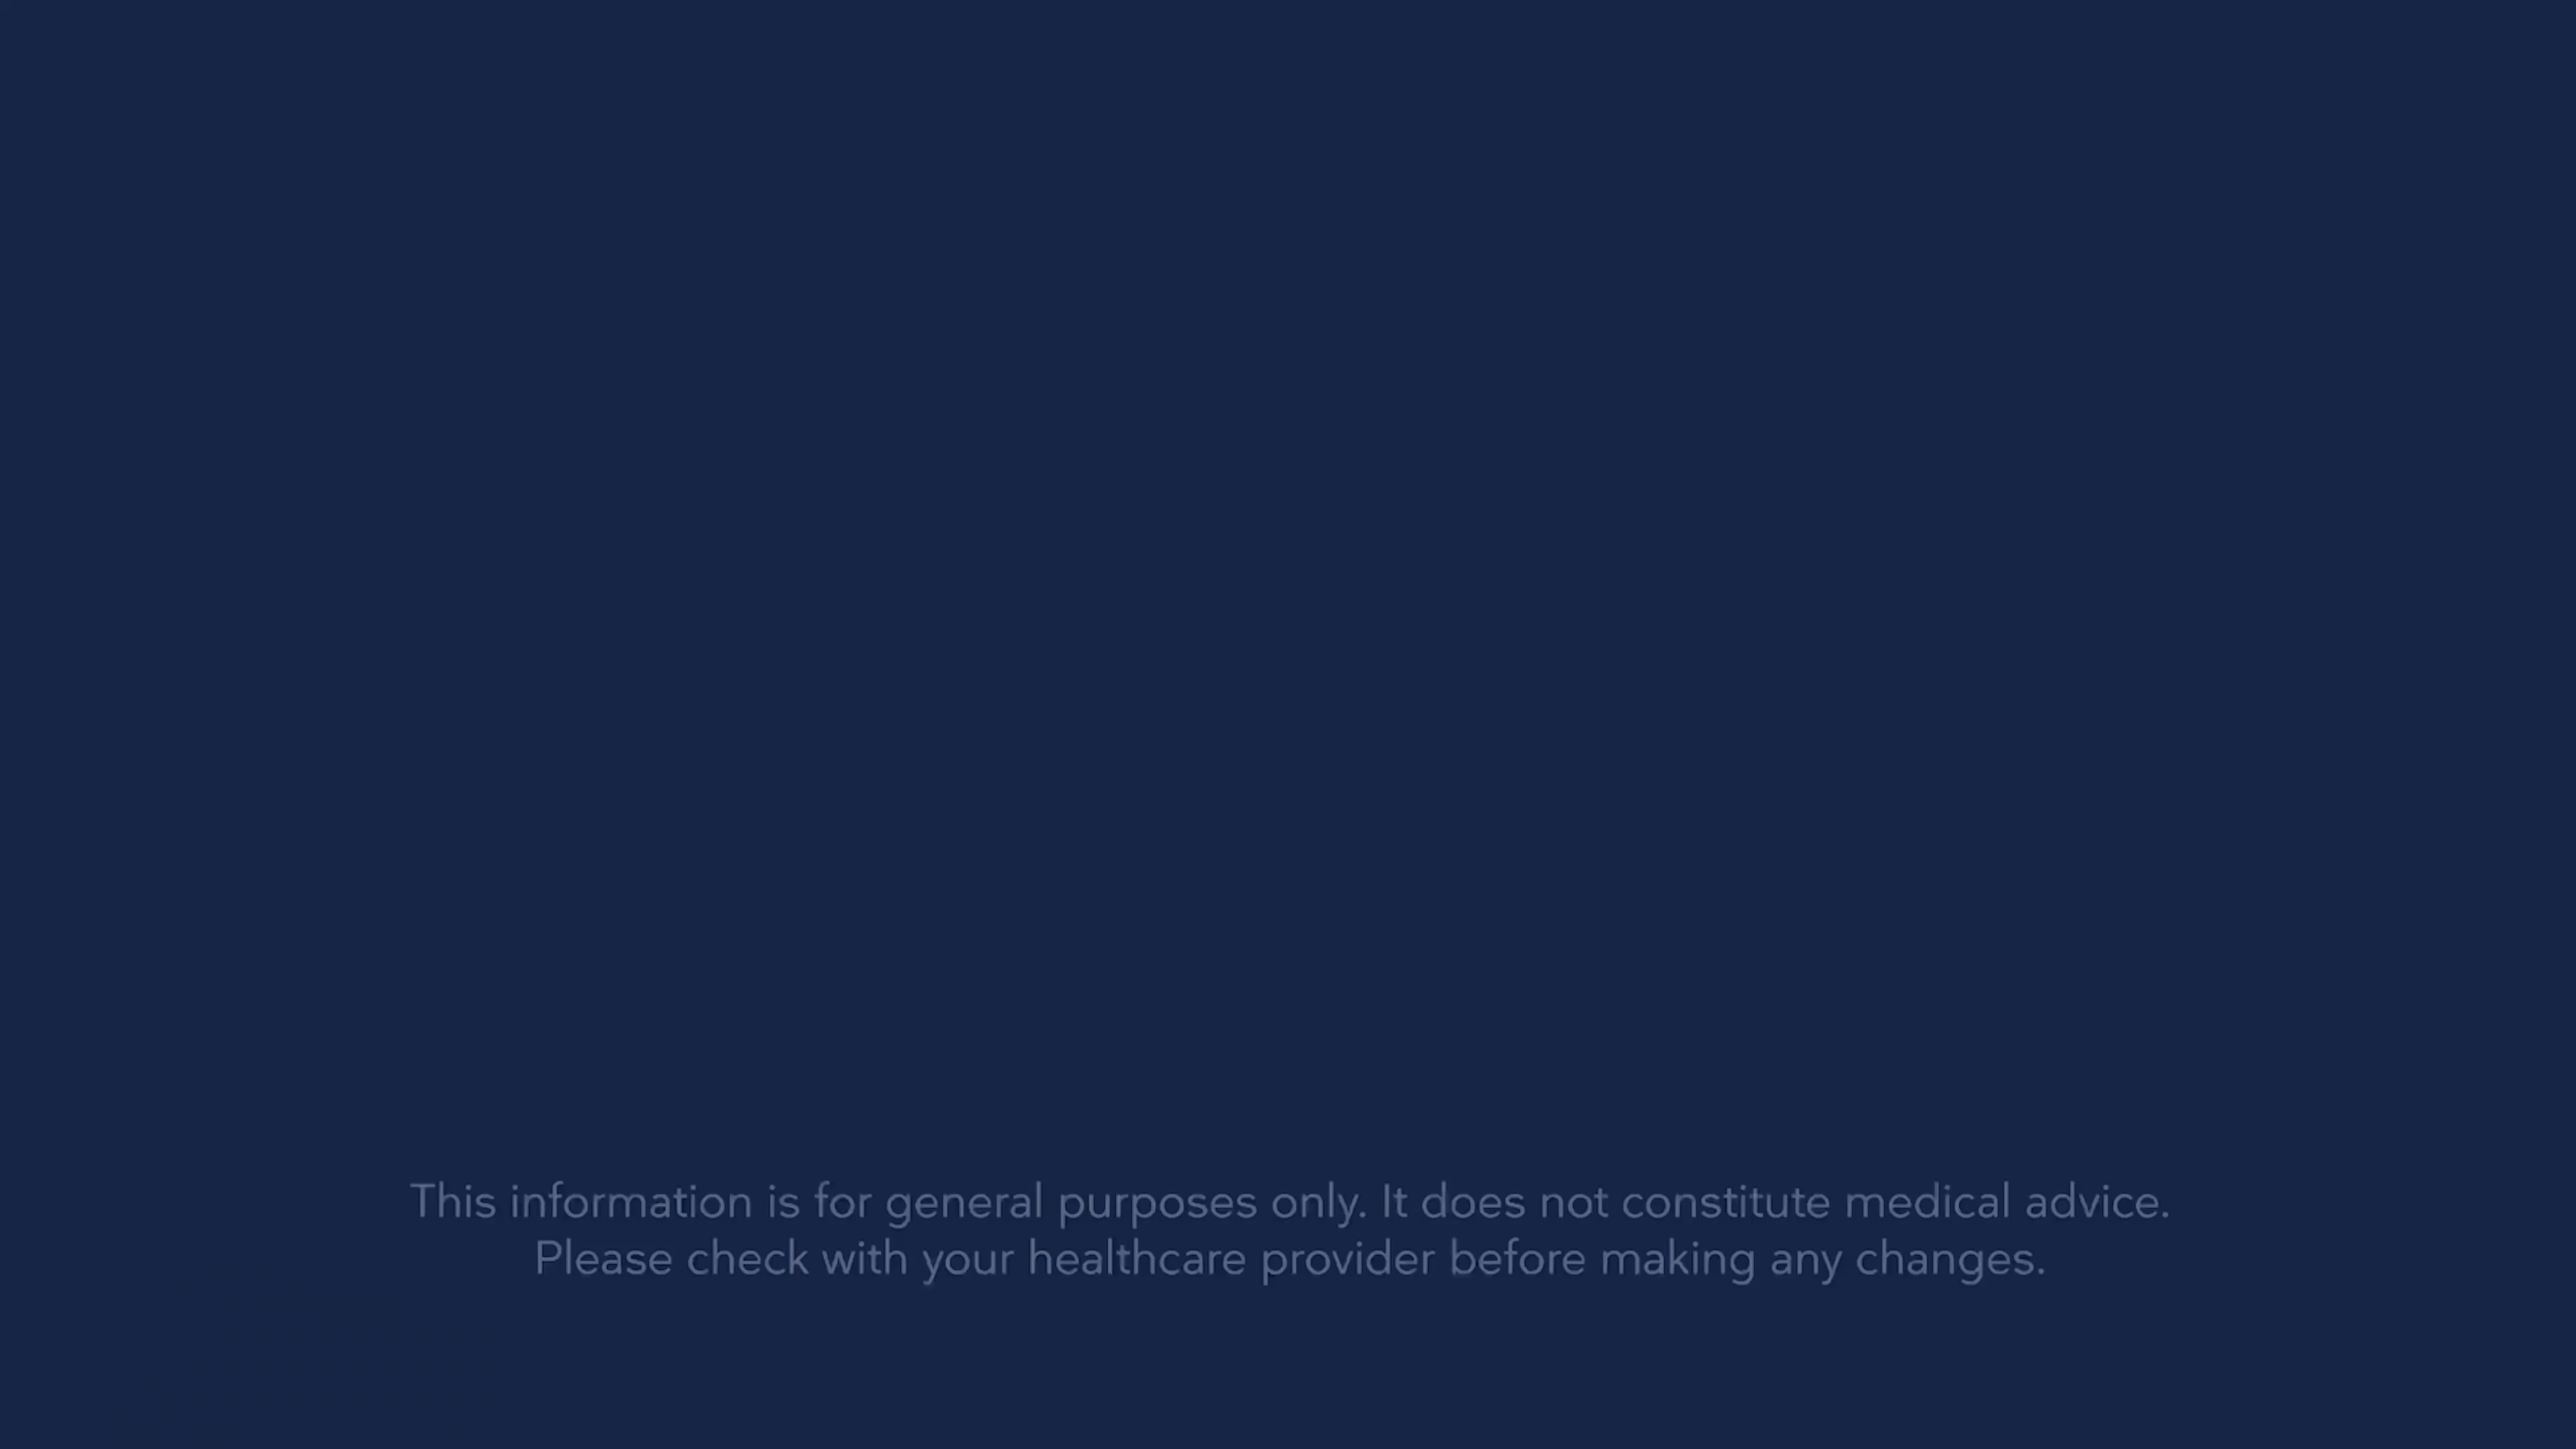 This information is for general purposes only. It does not constitute medical advice.
Please check with your healthcare provider before making any changes.